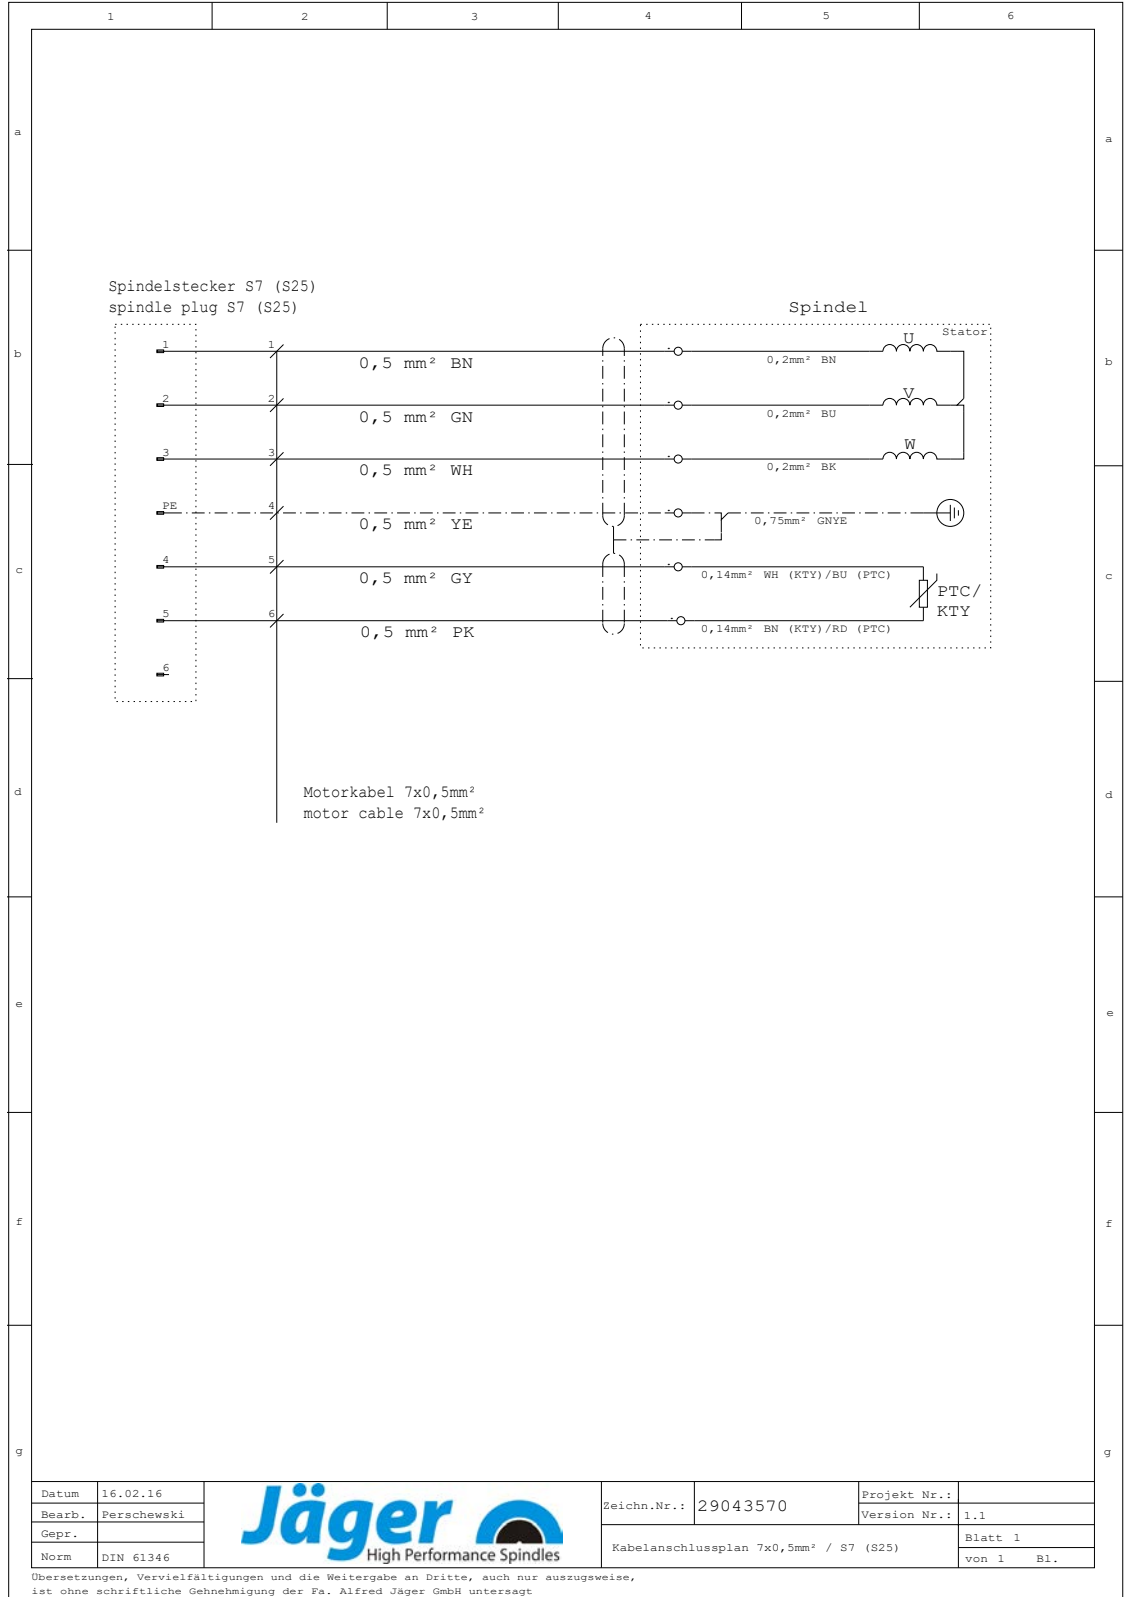 1 2 3 4 5 6
a a
Spindelstecker S7 (S25)
spindle plug S7 (S25)
Spindel
Stator
b b
1 1 U
0,5 mm² BN 0,2mm² BN
2 2 V
0,5 mm² GN 0,2mm² BU
3 3 W
0,5 mm² WH 0,2mm² BK
PE 4
0,5 mm² YE 0,75mm² GNYE
c c
4 5
0,5 mm² GY 0,14mm² WH (KTY)/BU (PTC)
PTC/
KTY
5 6
0,5 mm² PK 0,14mm² BN (KTY)/RD (PTC)
6
d d
Motorkabel 7x0,5mm²
motor cable 7x0,5mm²
e e
f f
g g
Datum 16.02.16
Bearb. Perschewski
Gepr.
Norm DIN 61346
Jäger
High Performance Spindles
Zeichn.Nr.: 29043570
Kabelanschlussplan 7x0,5mm² / S7 (S25)
Projekt Nr.:
Version Nr.: 1.1
Blatt 1
von 1 Bl.
Übersetzungen, Vervielfältigungen und die Weitergabe an Dritte, auch nur auszugsweise,
ist ohne schriftliche Gehnehmigung der Fa. Alfred Jäger GmbH untersagt